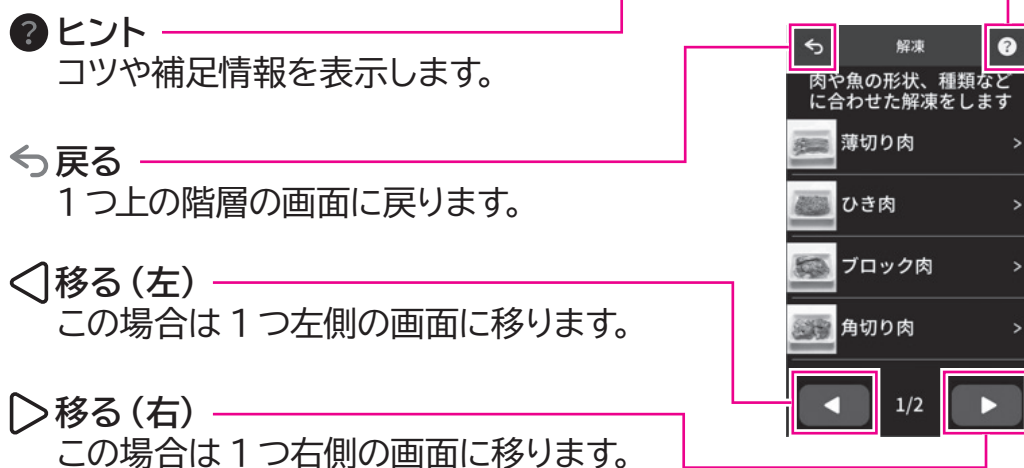 ? ヒント
コツや補足情報を表示します。
戻る
1つ上の階層の画面に戻ります。
移る（左）
この場合は1つ左側の画面に移ります。
移る（右）
この場合は1つ右側の画面に移ります。
解凍 ?
肉や魚の形状、種類など
に合わせた解凍をします
薄切り肉 >
ひき肉 >
ブロック肉 >
角切り肉 >
1/2